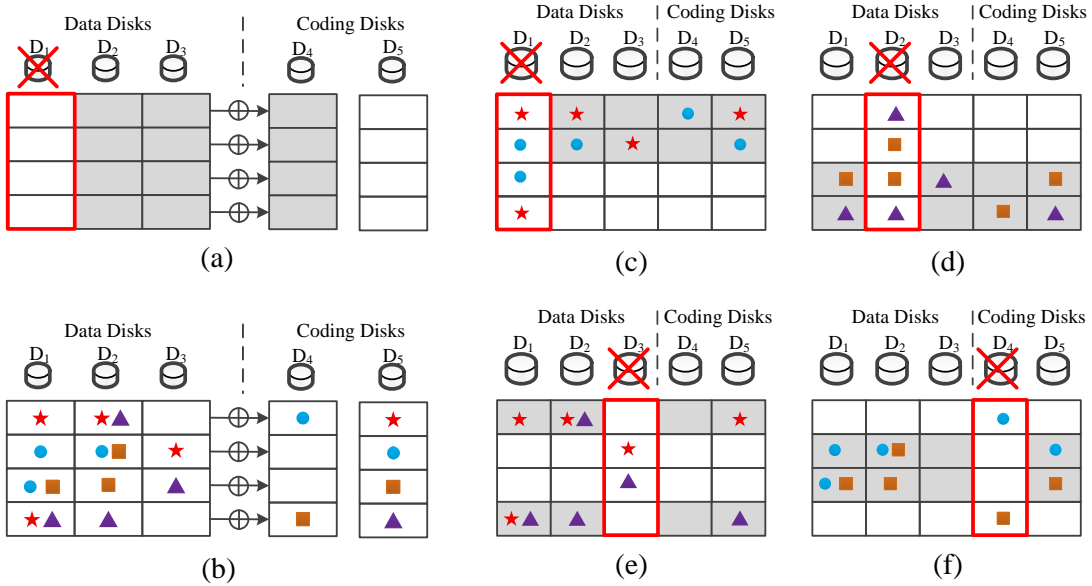 Data Disks Coding Disks
D1 D2 D3 D4 D5
(a)
Data Disks Coding Disks
D1 D2 D3 D4 D5
(c)
Data Disks Coding Disks
D1 D2 D3 D4 D5
(d)
Data Disks Coding Disks
D1 D2 D3 D4 D5
(b)
Data Disks Coding Disks
D1 D2 D3 D4 D5
(e)
Data Disks Coding Disks
D1 D2 D3 D4 D5
(f)